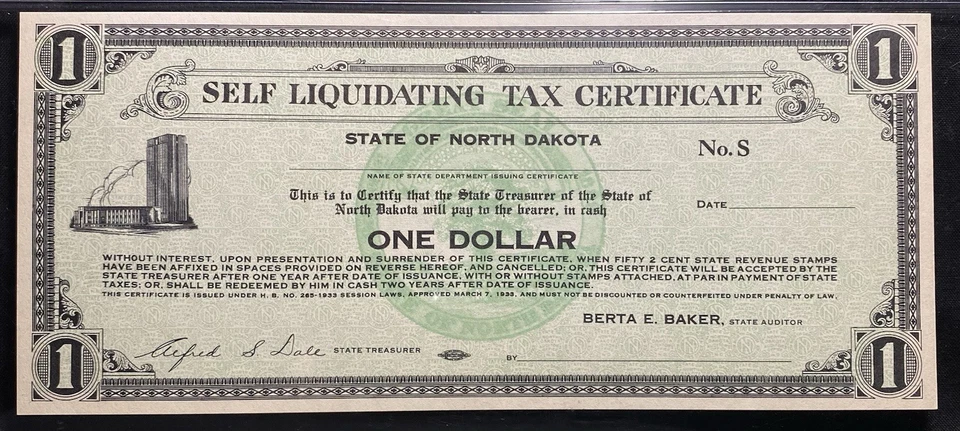 1 1
SELF LIQUIDATING TAX CERTIFICATE
STATE OF NORTH DAKOTA
No. S
NAME OF STATE DEPARTMENT ISSUING CERTIFICATE
This is to Certify that the State Treasurer of the State of
North Dakota will pay to the bearer, in cash
DATE
ONE DOLLAR
WITHOUT INTEREST, UPON PRESENTATION AND SURRENDER OF THIS CERTIFICATE, WHEN FIFTY 2 CENT STATE REVENUE STAMPS
HAVE BEEN AFFIXED IN SPACES PROVIDED ON REVERSE HEREOF, AND CANCELLED; OR, THIS CERTIFICATE WILL BE ACCEPTED BY THE
STATE TREASURER AFTER ONE YEAR AFTER DATE OF ISSUANCE, WITH OR WITHOUT STAMPS ATTACHED, AT PAR IN PAYMENT OF STATE
TAXES; OR, SHALL BE REDEEMED BY HIM IN CASH TWO YEARS AFTER DATE OF ISSUANCE.
THIS CERTIFICATE IS ISSUED UNDER H. B. NO. 265-1933 SESSION LAWS, APPROVED MARCH 7, 1933, AND MUST NOT BE DISCOUNTED OR COUNTERFEITED UNDER PENALTY OF LAW.
BERTA E. BAKER, STATE AUDITOR
Alfred S Dale STATE TREASURER
BY
1 1